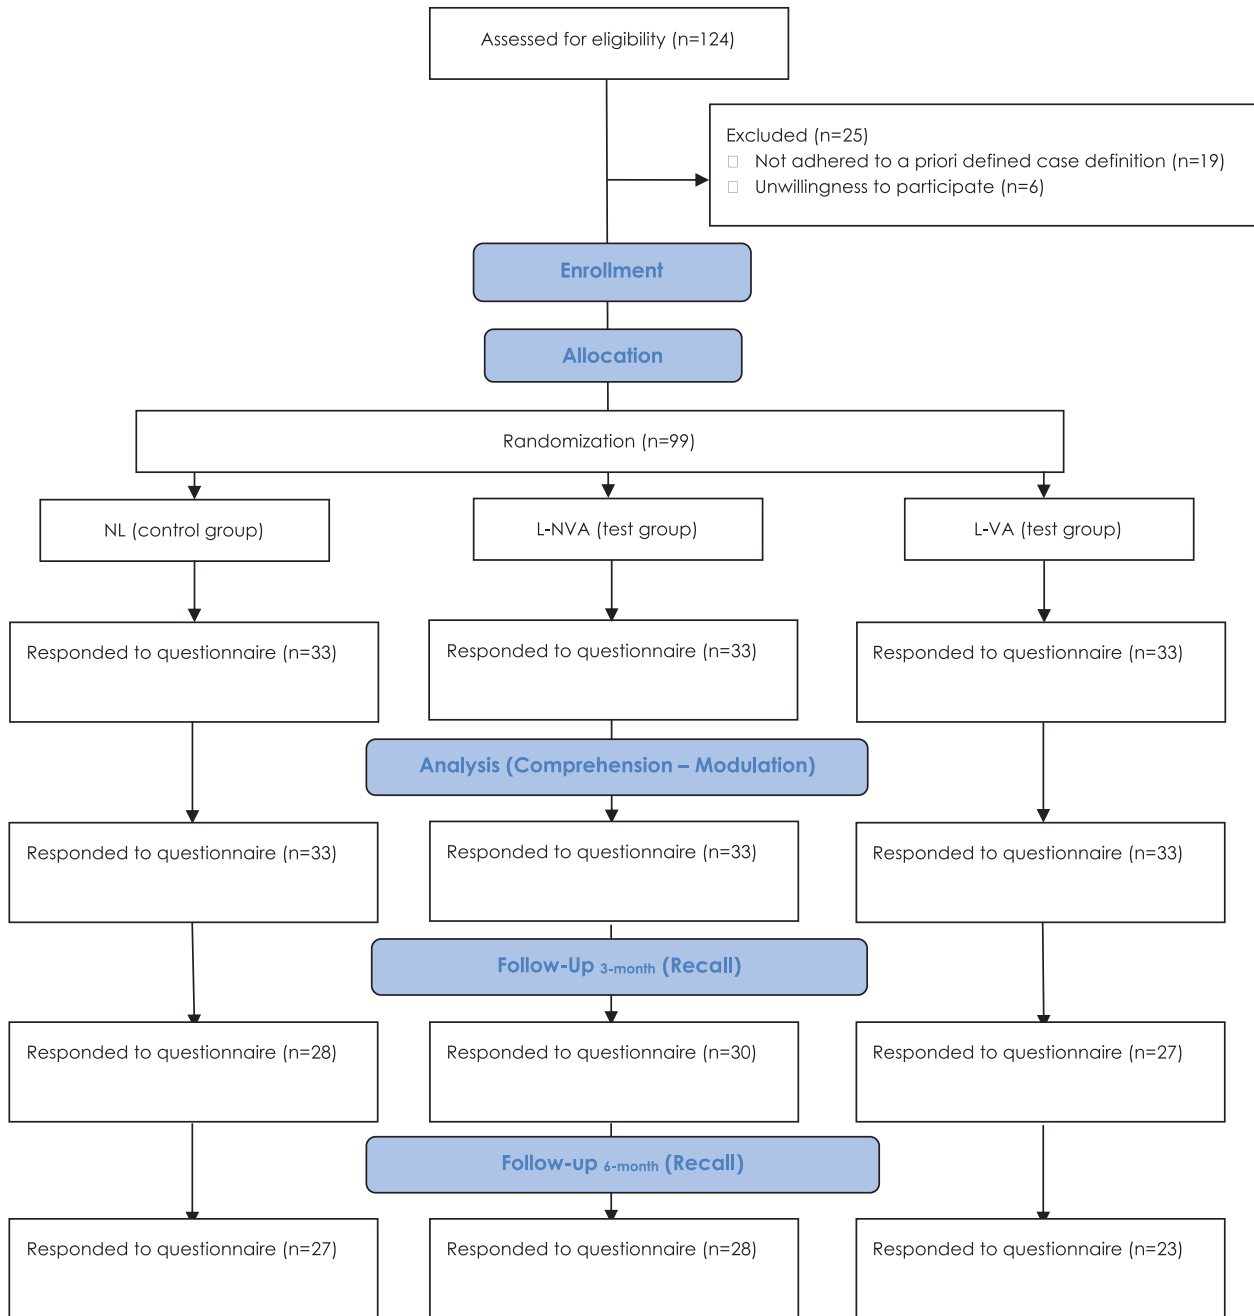 Assessed for eligibility (n=124)
Excluded (n=25)
Not adhered to a priori defined case definition (n=19)
Unwillingness to participate (n=6)
Enrollment
Allocation
Randomization (n=99)
NL (control group)
L-NVA (test group)
L-VA (test group)
Responded to questionnaire (n=33)
Responded to questionnaire (n=33)
Responded to questionnaire (n=33)
Analysis (Comprehension – Modulation)
Responded to questionnaire (n=33)
Responded to questionnaire (n=33)
Responded to questionnaire (n=33)
Follow-Up 3-month (Recall)
Responded to questionnaire (n=28)
Responded to questionnaire (n=30)
Responded to questionnaire (n=27)
Follow-up 6-month (Recall)
Responded to questionnaire (n=27)
Responded to questionnaire (n=28)
Responded to questionnaire (n=23)